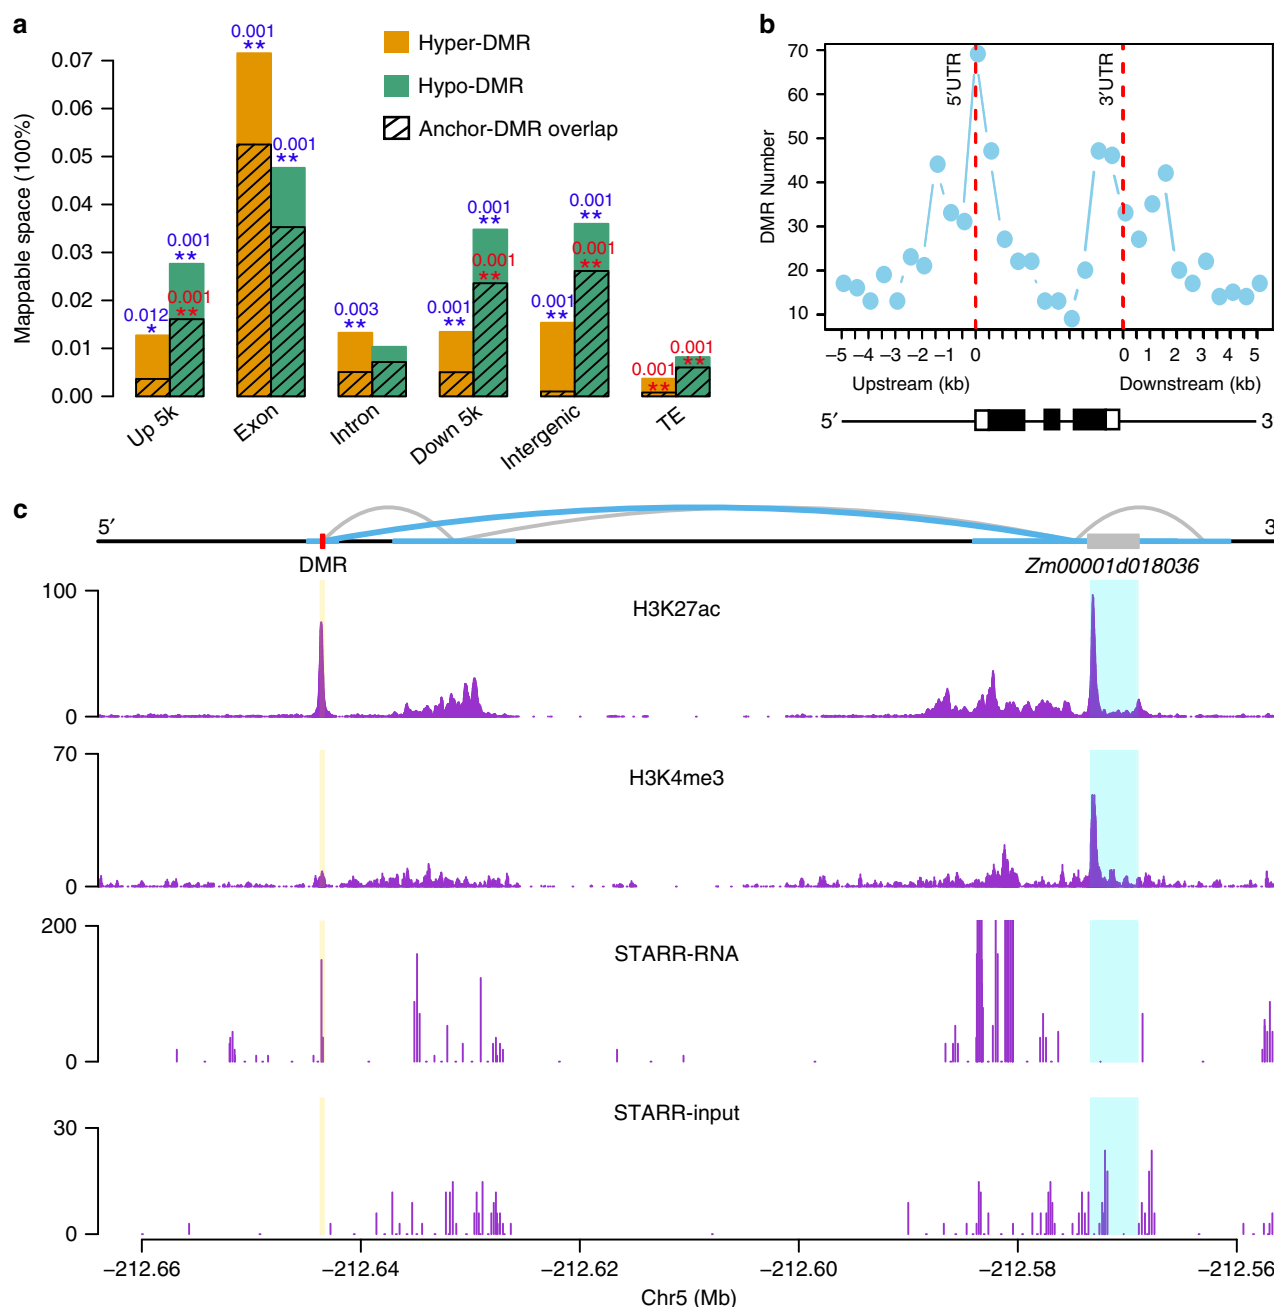 a
0.07
0.06
0.05
0.04
0.03
0.02
0.01
0.00
Mappable space (100%)
Hyper-DMR
Hypo-DMR
Anchor-DMR overlap
0.012
*
0.001
**
0.001
**
0.001
**
0.001
**
0.003
**
0.001
**
0.001
**
0.001
**
0.001
**
0.001
**
0.001
**
0.001
**
0.001
**
Up 5k
Exon
Intron
Down 5k
Intergenic
TE
b
70
60
50
40
30
20
10
DMR Number
5′UTR
3′UTR
−5 −4 −3 −2 −1 0 0 1 2 3 4 5
Upstream (kb) Downstream (kb)
5′ 3
c
5′ 3
DMR
Zm00001d018036
H3K27ac
100
0
H3K4me3
70
0
STARR-RNA
200
0
STARR-input
30
0
−212.66 −212.64 −212.62 −212.60 −212.58 −212.56
Chr5 (Mb)